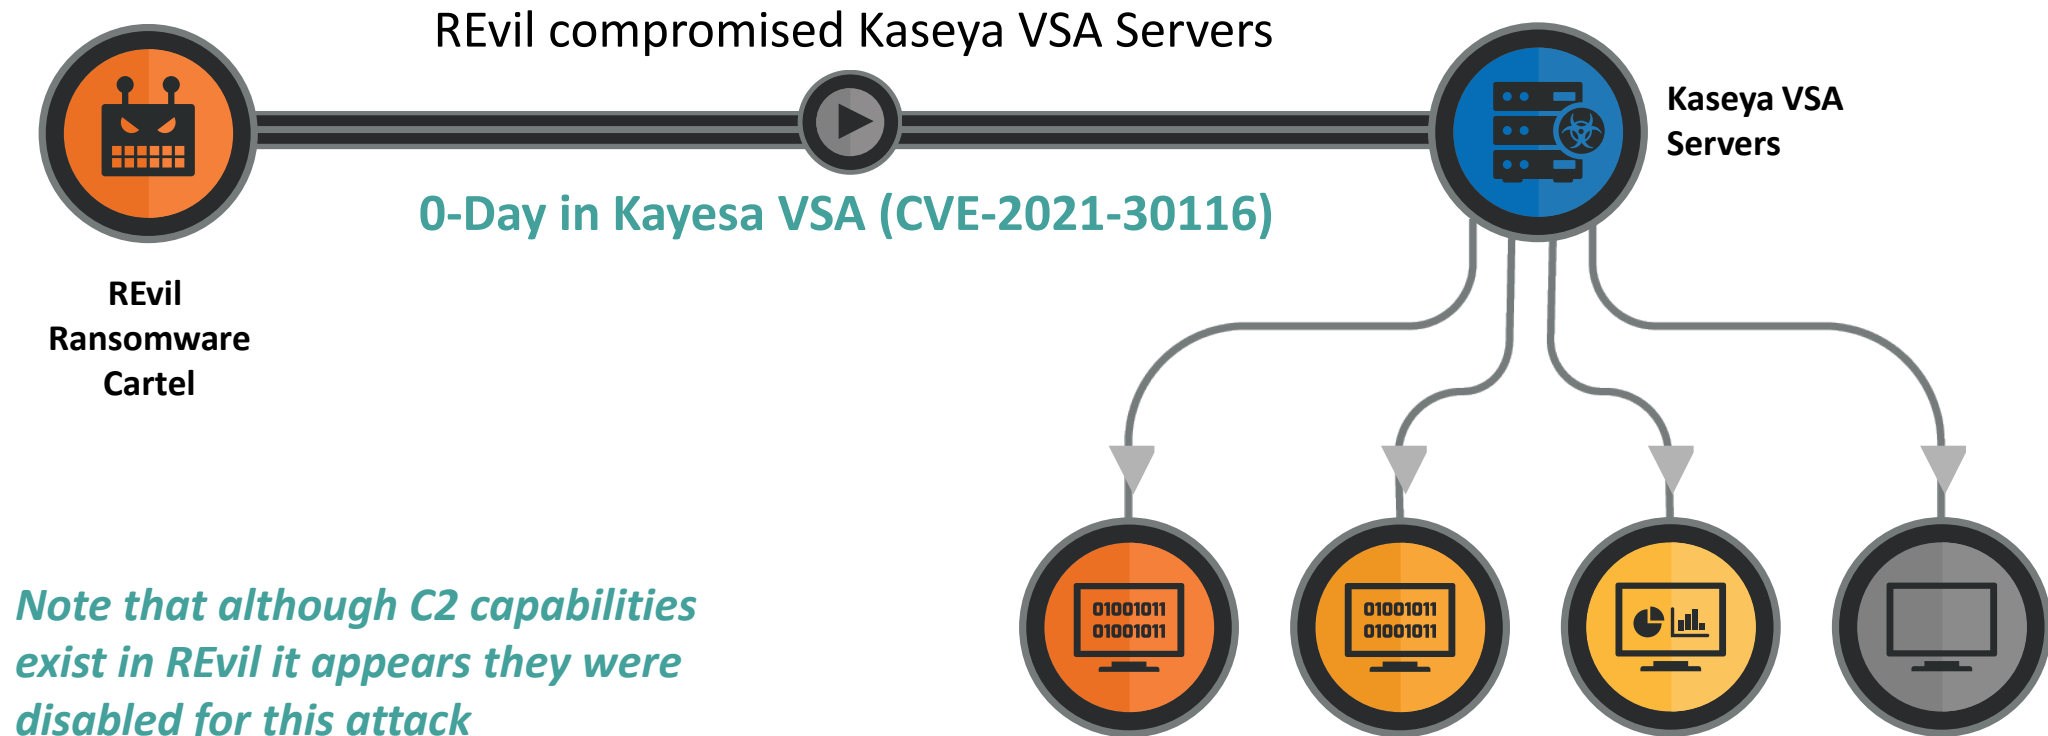 REvil compromised Kaseya VSA Servers
Kaseya VSA
Servers
0-Day in Kayesa VSA (CVE-2021-30116)
REvil
Ransomware
Cartel
Note that although C2 capabilities
exist in REvil it appears they were
disabled for this attack
01001011
01001011
01001011
01001011